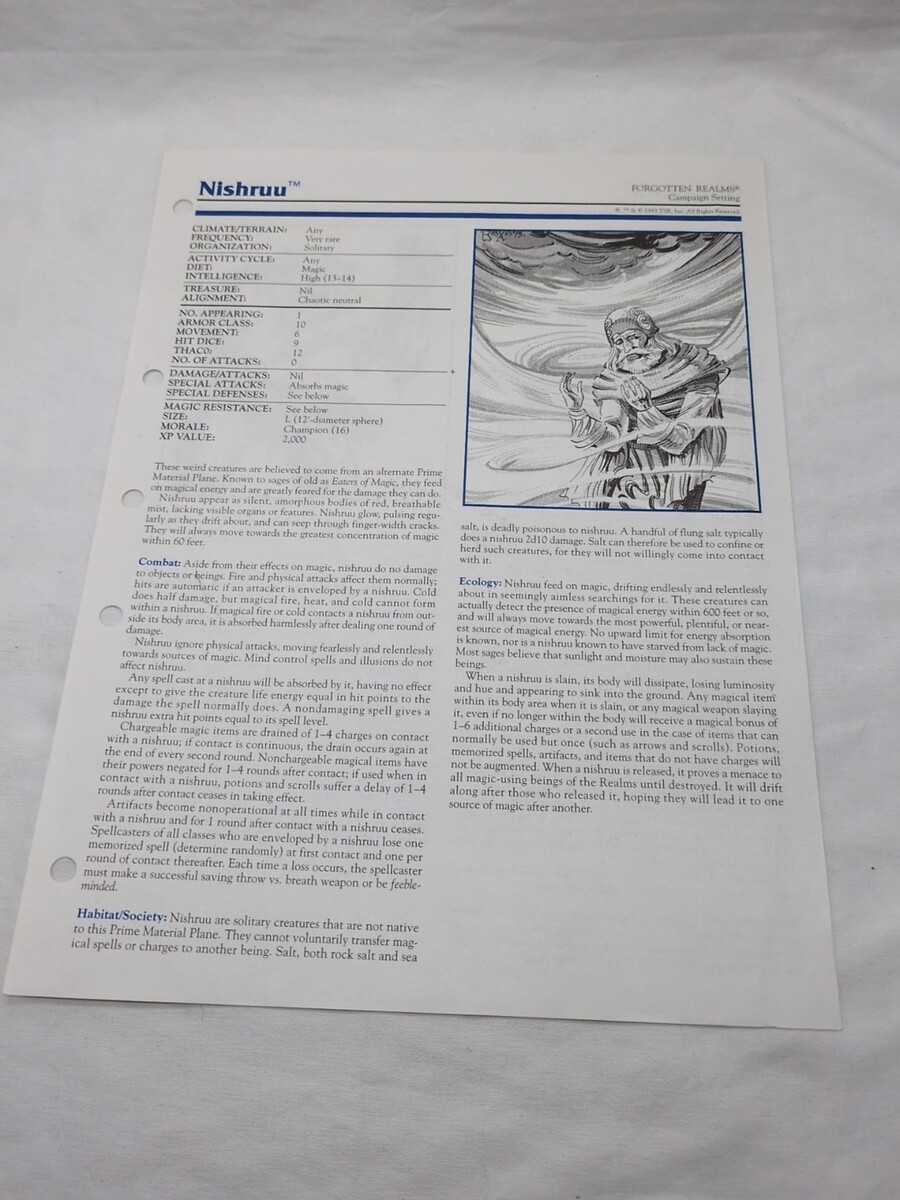 Nishruu™
FORGOTTEN REALMS®
Campaign Setting
®, ™ & © 1993 TSR, Inc. All Rights Reserved.
CLIMATE/TERRAIN: Any
FREQUENCY: Very rare
ORGANIZATION: Solitary
ACTIVITY CYCLE: Any
DIET: Magic
INTELLIGENCE: High (13–14)
TREASURE: Nil
ALIGNMENT: Chaotic neutral
NO. APPEARING: 1
ARMOR CLASS: 10
MOVEMENT: 6
HIT DICE: 9
THAC0: 12
NO. OF ATTACKS: 0
DAMAGE/ATTACKS: Nil
SPECIAL ATTACKS: Absorbs magic
SPECIAL DEFENSES: See below
MAGIC RESISTANCE: See below
SIZE: L (12'-diameter sphere)
MORALE: Champion (16)
XP VALUE: 2,000
These weird creatures are believed to come from an alternate Prime
Material Plane. Known to sages of old as Eaters of Magic, they feed
on magical energy and are greatly feared for the damage they can do.
Nishruu appear as silent, amorphous bodies of red, breathable
mist, lacking visible organs or features. Nishruu glow, pulsing regu-
larly as they drift about, and can seep through finger-width cracks.
They will always move towards the greatest concentration of magic
within 60 feet.
Combat: Aside from their effects on magic, nishruu do no damage
to objects or beings. Fire and physical attacks affect them normally;
hits are automatic if an attacker is enveloped by a nishruu. Cold
does half damage, but magical fire, heat, and cold cannot form
within a nishruu. If magical fire or cold contacts a nishruu from out-
side its body area, it is absorbed harmlessly after dealing one round of
damage.
Nishruu ignore physical attacks, moving fearlessly and relentlessly
towards sources of magic. Mind control spells and illusions do not
affect nishruu.
Any spell cast at a nishruu will be absorbed by it, having no effect
except to give the creature life energy equal in hit points to the
damage the spell normally does. A nondamaging spell gives a
nishruu extra hit points equal to its spell level.
Chargeable magic items are drained of 1–4 charges on contact
with a nishruu; if contact is continuous, the drain occurs again at
the end of every second round. Nonchargeable magical items have
their powers negated for 1–4 rounds after contact; if used when in
contact with a nishruu, potions and scrolls suffer a delay of 1–4
rounds after contact ceases in taking effect.
Artifacts become nonoperational at all times while in contact
with a nishruu and for 1 round after contact with a nishruu ceases.
Spellcasters of all classes who are enveloped by a nishruu lose one
memorized spell (determine randomly) at first contact and one per
round of contact thereafter. Each time a loss occurs, the spellcaster
must make a successful saving throw vs. breath weapon or be feeble-
minded.
Habitat/Society: Nishruu are solitary creatures that are not native
to this Prime Material Plane. They cannot voluntarily transfer mag-
ical spells or charges to another being. Salt, both rock salt and sea
salt, is deadly poisonous to nishruu. A handful of flung salt typically
does a nishruu 2d10 damage. Salt can therefore be used to confine or
herd such creatures, for they will not willingly come into contact
with it.
Ecology: Nishruu feed on magic, drifting endlessly and relentlessly
about in seemingly aimless searchings for it. These creatures can
actually detect the presence of magical energy within 600 feet or so,
and will always move towards the most powerful, plentiful, or near-
est source of magical energy. No upward limit for energy absorption
is known, nor is a nishruu known to have starved from lack of magic.
Most sages believe that sunlight and moisture may also sustain these
beings.
When a nishruu is slain, its body will dissipate, losing luminosity
and hue and appearing to sink into the ground. Any magical item
within its body area when it is slain, or any magical weapon slaying
it, even if no longer within the body will receive a magical bonus of
1–6 additional charges or a second use in the case of items that can
normally be used but once (such as arrows and scrolls). Potions,
memorized spells, artifacts, and items that do not have charges will
not be augmented. When a nishruu is released, it proves a menace to
all magic-using beings of the Realms until destroyed. It will drift
along after those who released it, hoping they will lead it to one
source of magic after another.